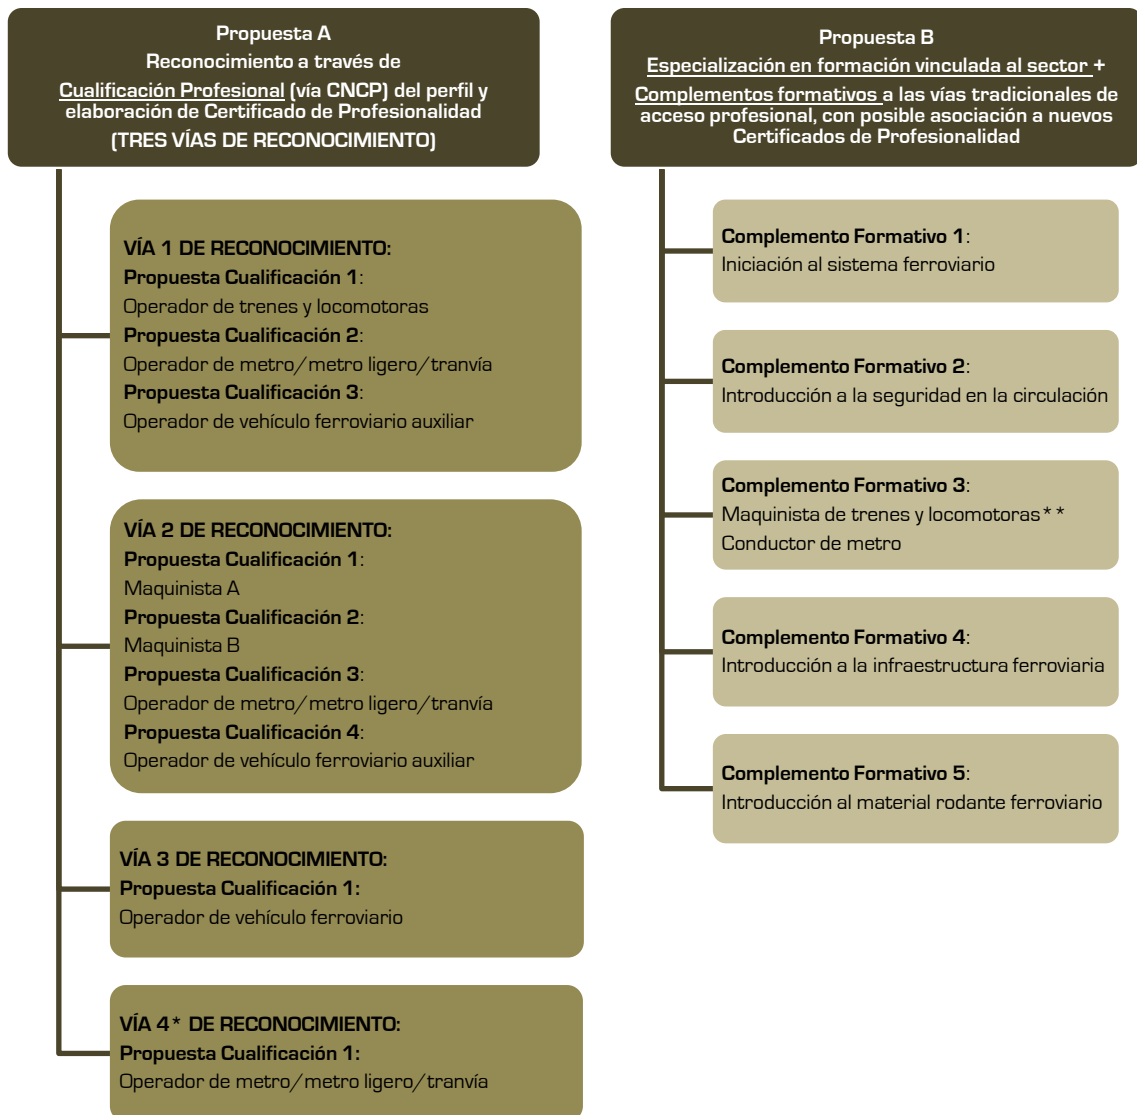 Propuesta A
Reconocimiento a través de
Cualificación Profesional (vía CNCP) del perfil y
elaboración de Certificado de Profesionalidad
(TRES VÍAS DE RECONOCIMIENTO)
VÍA 1 DE RECONOCIMIENTO:
Propuesta Cualificación 1:
Operador de trenes y locomotoras
Propuesta Cualificación 2:
Operador de metro/metro ligero/tranvía
Propuesta Cualificación 3:
Operador de vehículo ferroviario auxiliar
VÍA 2 DE RECONOCIMIENTO:
Propuesta Cualificación 1:
Maquinista A
Propuesta Cualificación 2:
Maquinista B
Propuesta Cualificación 3:
Operador de metro/metro ligero/tranvía
Propuesta Cualificación 4:
Operador de vehículo ferroviario auxiliar
VÍA 3 DE RECONOCIMIENTO:
Propuesta Cualificación 1:
Operador de vehículo ferroviario
VÍA 4* DE RECONOCIMIENTO:
Propuesta Cualificación 1:
Operador de metro/metro ligero/tranvía
Propuesta B
Especialización en formación vinculada al sector +
Complementos formativos a las vías tradicionales de
acceso profesional, con posible asociación a nuevos
Certificados de Profesionalidad
Complemento Formativo 1:
Iniciación al sistema ferroviario
Complemento Formativo 2:
Introducción a la seguridad en la circulación
Complemento Formativo 3:
Maquinista de trenes y locomotoras**
Conductor de metro
Complemento Formativo 4:
Introducción a la infraestructura ferroviaria
Complemento Formativo 5:
Introducción al material rodante ferroviario